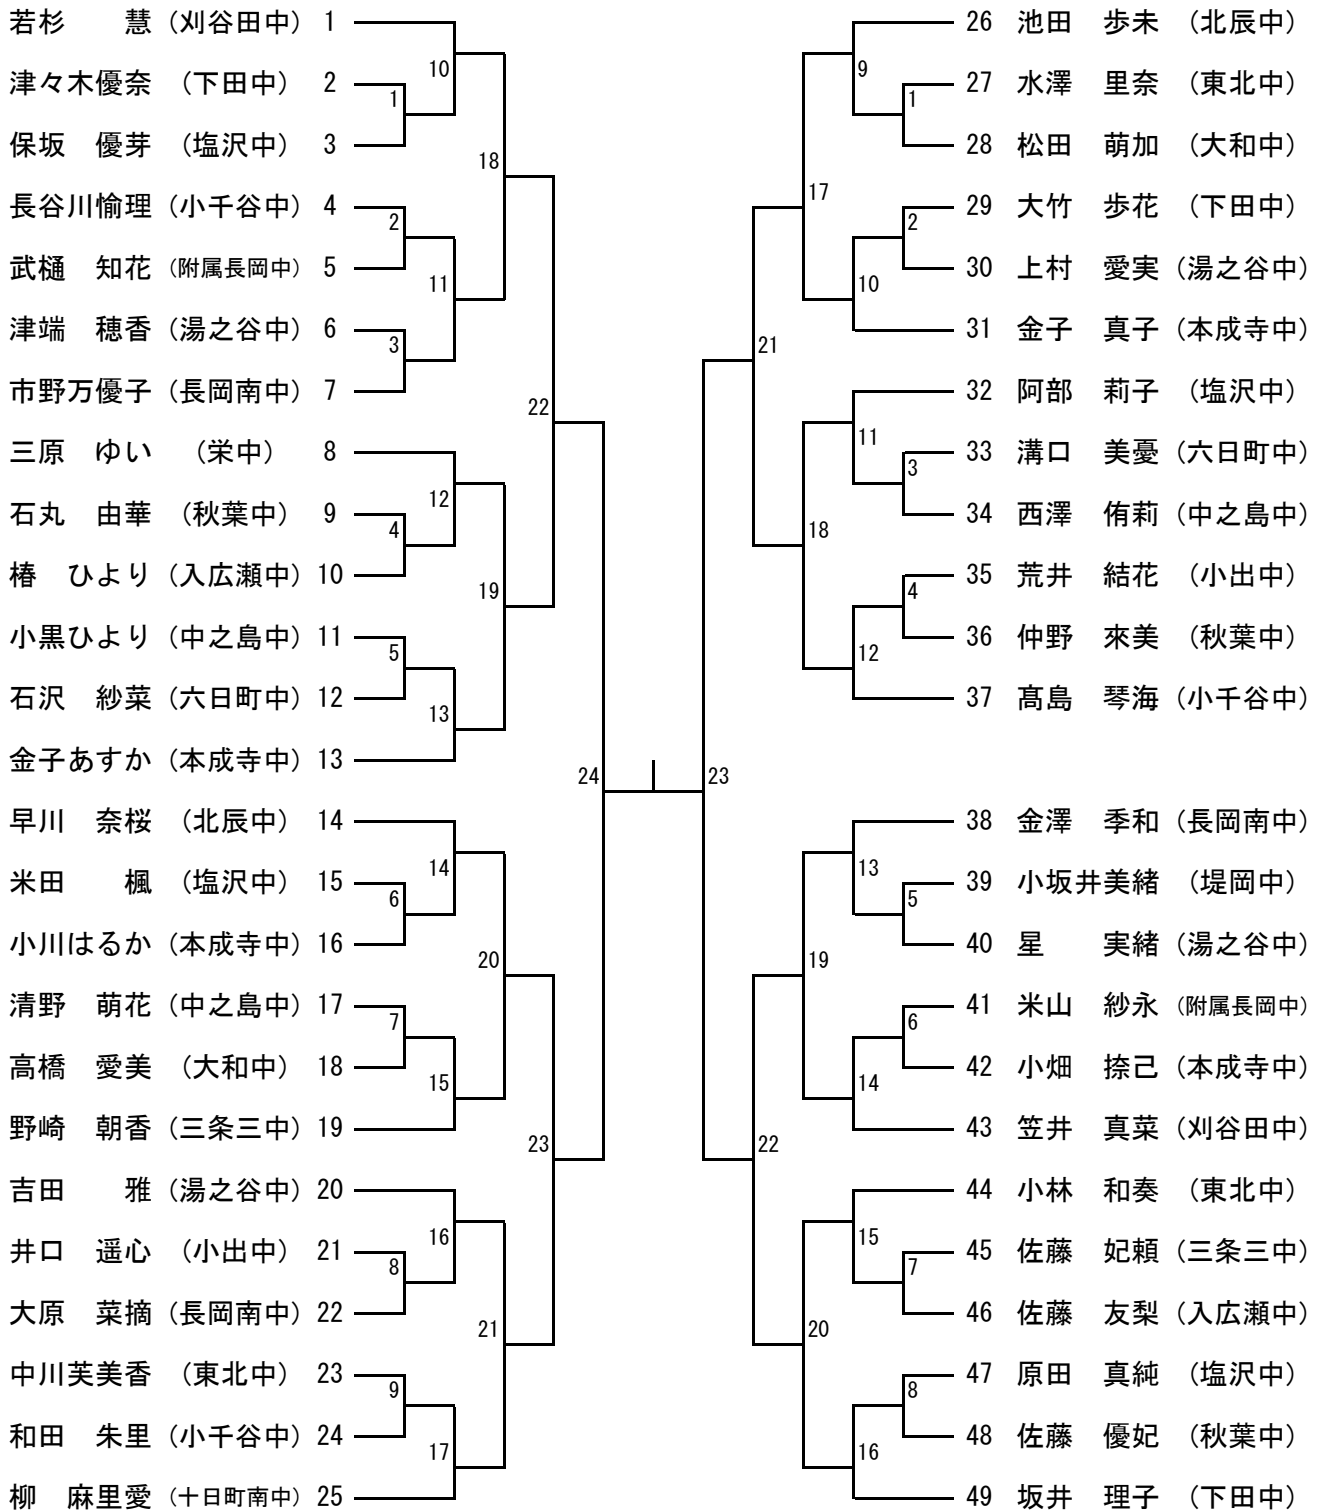 若杉　　慧（刈谷田中）1
津々木優奈（下田中）2
保坂　優芽（塩沢中）3
長谷川愉理（小千谷中）4
武樋　知花（附属長岡中）5
津端　穂香（湯之谷中）6
市野万優子（長岡南中）7
三原　ゆい（栄中）8
石丸　由華（秋葉中）9
椿　ひより（入広瀬中）10
小黒ひより（中之島中）11
石沢　紗菜（六日町中）12
金子あすか（本成寺中）13
早川　奈桜（北辰中）14
米田　　楓（塩沢中）15
小川はるか（本成寺中）16
清野　萌花（中之島中）17
高橋　愛美（大和中）18
野崎　朝香（三条三中）19
吉田　　雅（湯之谷中）20
井口　遥心（小出中）21
大原　菜摘（長岡南中）22
中川芙美香（東北中）23
和田　朱里（小千谷中）24
柳　麻里愛（十日町南中）25
1
2
3
4
5
6
7
8
9
10
11
12
13
14
15
16
17
18
19
20
21
22
23
24
26 池田　歩未（北辰中）
27 水澤　里奈（東北中）
28 松田　萌加（大和中）
29 大竹　歩花（下田中）
30 上村　愛実（湯之谷中）
31 金子　真子（本成寺中）
32 阿部　莉子（塩沢中）
33 溝口　美憂（六日町中）
34 西澤　侑莉（中之島中）
35 荒井　結花（小出中）
36 仲野　來美（秋葉中）
37 髙島　琴海（小千谷中）
38 金澤　季和（長岡南中）
39 小坂井美緒（堤岡中）
40 星　　実緒（湯之谷中）
41 米山　紗永（附属長岡中）
42 小畑　捺己（本成寺中）
43 笠井　真菜（刈谷田中）
44 小林　和奏（東北中）
45 佐藤　妃頼（三条三中）
46 佐藤　友梨（入広瀬中）
47 原田　真純（塩沢中）
48 佐藤　優妃（秋葉中）
49 坂井　理子（下田中）
1
2
3
4
5
6
7
8
9
10
11
12
13
14
15
16
17
18
19
20
21
22
23